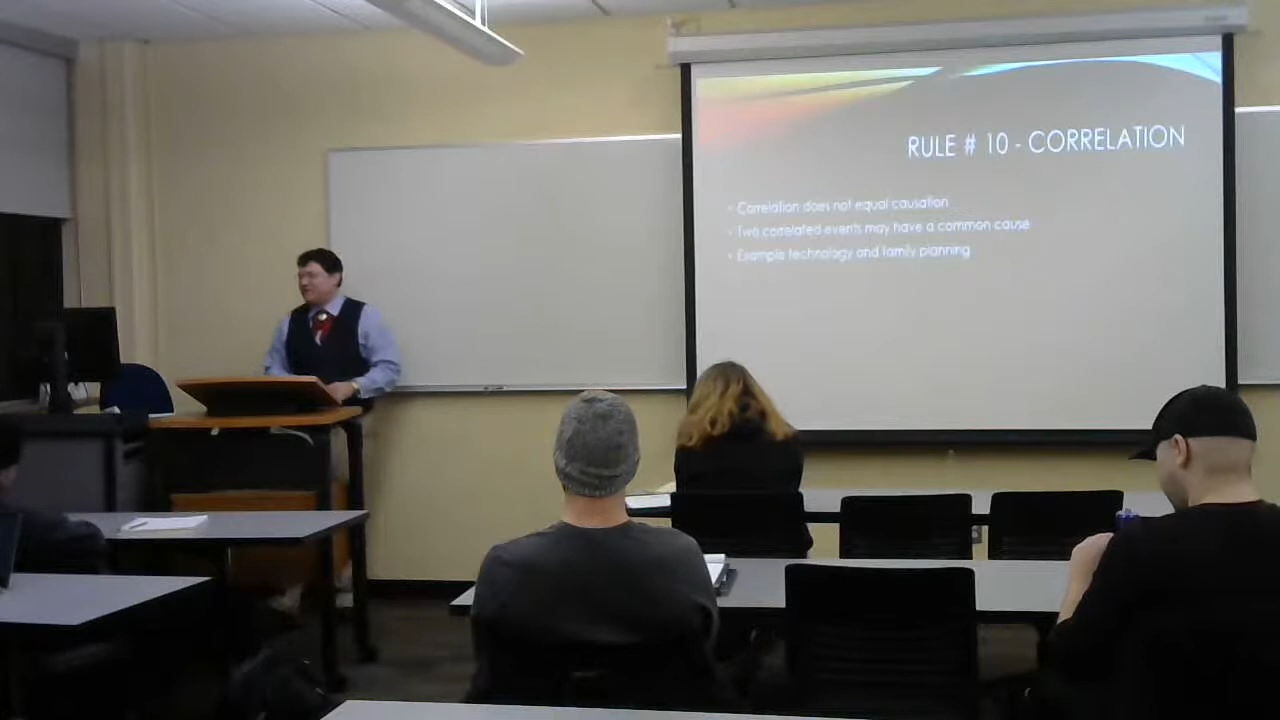 RULE # 10 - CORRELATION
Correlation does not equal causation
Two correlated events may have a common cause
Example technology and family planning